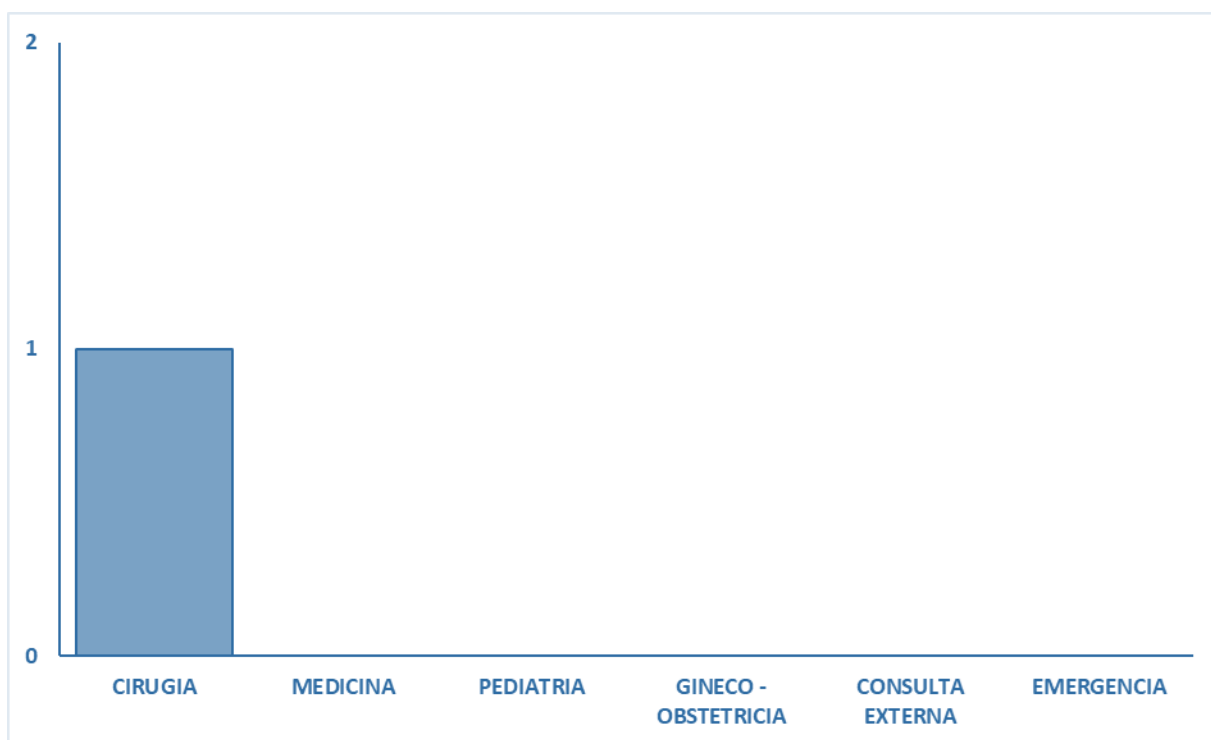 2
1
0
CIRUGIA
MEDICINA
PEDIATRIA
GINECO -
OBSTETRICIA
CONSULTA
EXTERNA
EMERGENCIA